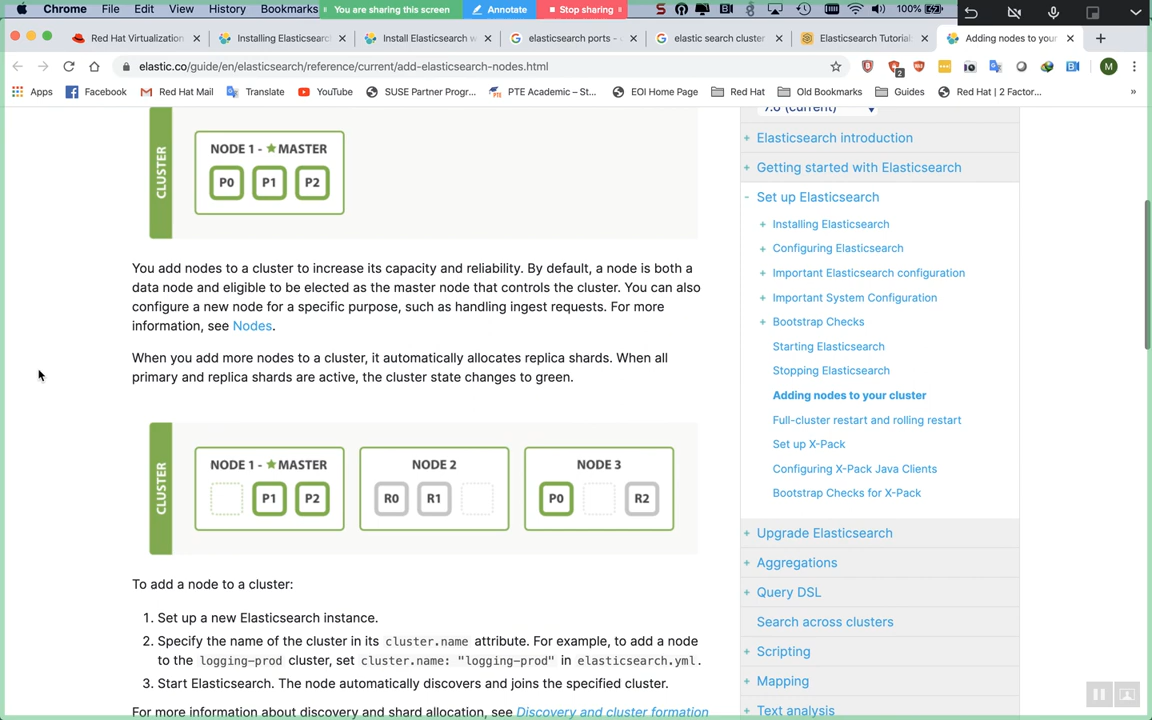 Chrome File Edit View History Bookmarks You are sharing this screen Annotate Stop sharing 100%
Red Hat Virtualization Installing Elasticsearc Install Elasticsearch w elasticsearch ports - elastic search cluster Elasticsearch Tutorial Adding nodes to your
elastic.co/guide/en/elasticsearch/reference/current/add-elasticsearch-nodes.html
Apps Facebook Red Hat Mail Translate YouTube SUSE Partner Progr... PTE Academic – St... EOI Home Page Red Hat Old Bookmarks Guides Red Hat | 2 Factor... »
CLUSTER
NODE 1 - ★ MASTER
P0 P1 P2
You add nodes to a cluster to increase its capacity and reliability. By default, a node is both a
data node and eligible to be elected as the master node that controls the cluster. You can also
configure a new node for a specific purpose, such as handling ingest requests. For more
information, see Nodes.
When you add more nodes to a cluster, it automatically allocates replica shards. When all
primary and replica shards are active, the cluster state changes to green.
CLUSTER
NODE 1 - ★ MASTER NODE 2 NODE 3
P1 P2 R0 R1 P0 R2
To add a node to a cluster:
1. Set up a new Elasticsearch instance.
2. Specify the name of the cluster in its cluster.name attribute. For example, to add a node
to the logging-prod cluster, set cluster.name: "logging-prod" in elasticsearch.yml.
3. Start Elasticsearch. The node automatically discovers and joins the specified cluster.
For more information about discovery and shard allocation, see Discovery and cluster formation
(current)
+ Elasticsearch introduction
+ Getting started with Elasticsearch
- Set up Elasticsearch
+ Installing Elasticsearch
+ Configuring Elasticsearch
+ Important Elasticsearch configuration
+ Important System Configuration
+ Bootstrap Checks
Starting Elasticsearch
Stopping Elasticsearch
Adding nodes to your cluster
Full-cluster restart and rolling restart
Set up X-Pack
Configuring X-Pack Java Clients
Bootstrap Checks for X-Pack
+ Upgrade Elasticsearch
+ Aggregations
+ Query DSL
Search across clusters
+ Scripting
+ Mapping
+ Text analysis